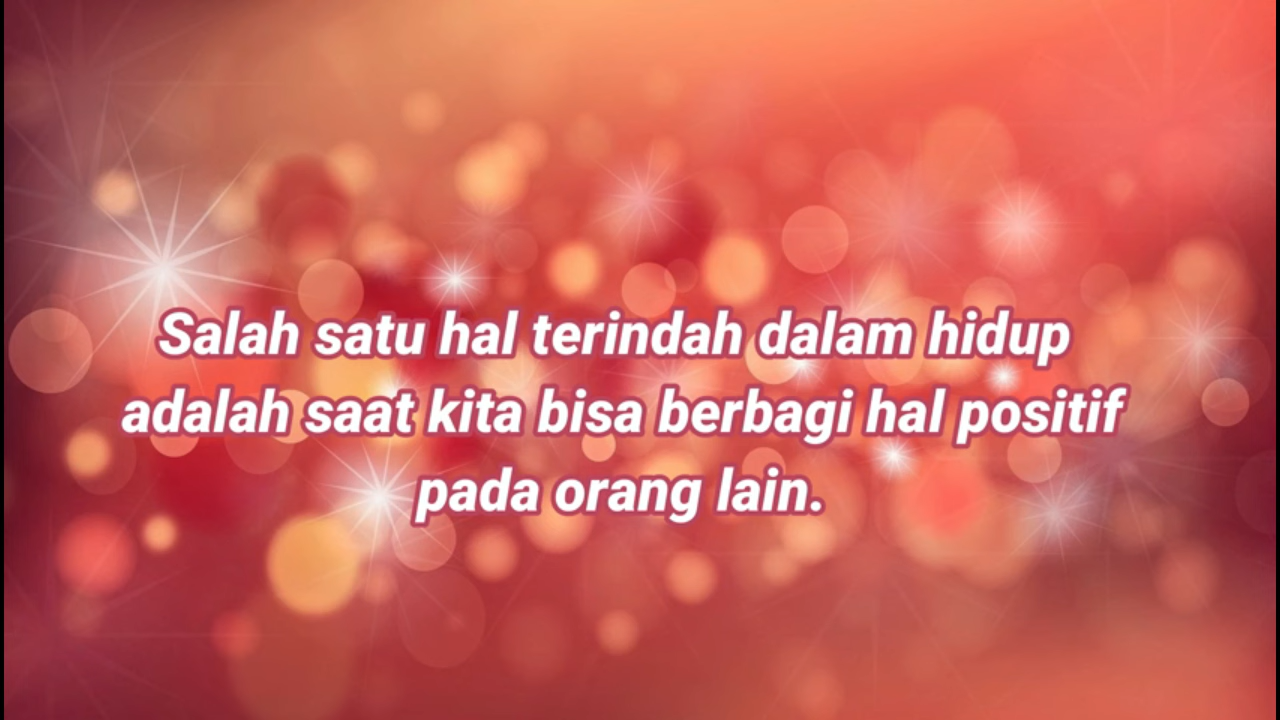 Salah satu hal terindah dalam hidup
adalah saat kita bisa berbagi hal positif
pada orang lain.